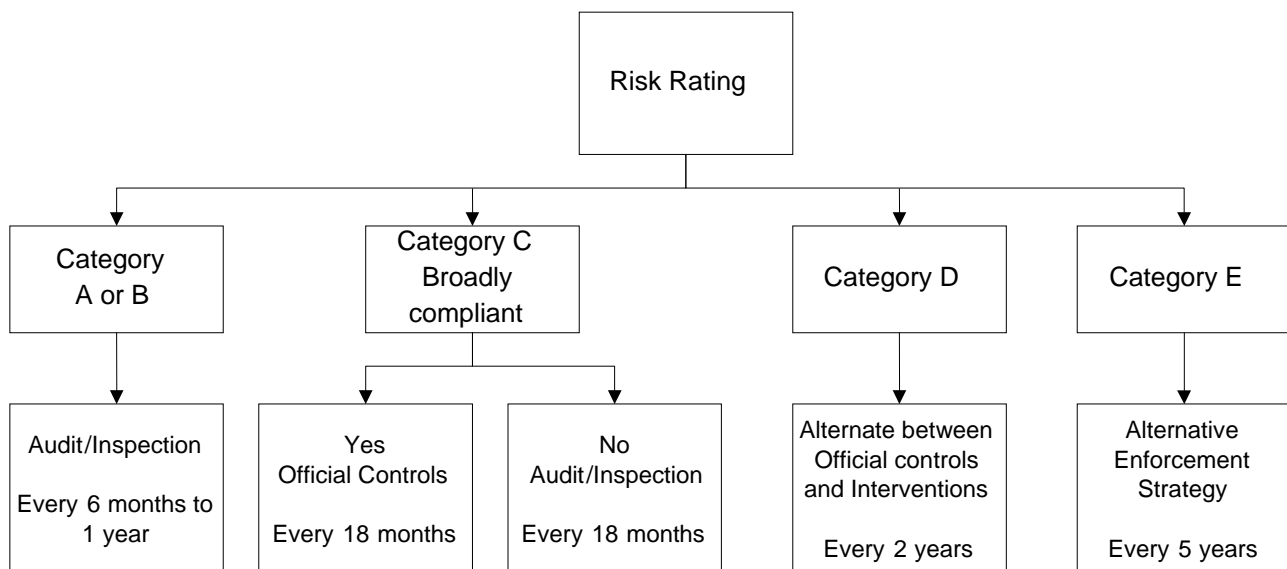 Risk Rating
Category
A or B
Category C
Broadly
compliant
Category D
Category E
Audit/Inspection
Every 6 months to
1 year
Yes
Official Controls
Every 18 months
No
Audit/Inspection
Every 18 months
Alternate between
Official controls
and Interventions
Every 2 years
Alternative
Enforcement
Strategy
Every 5 years